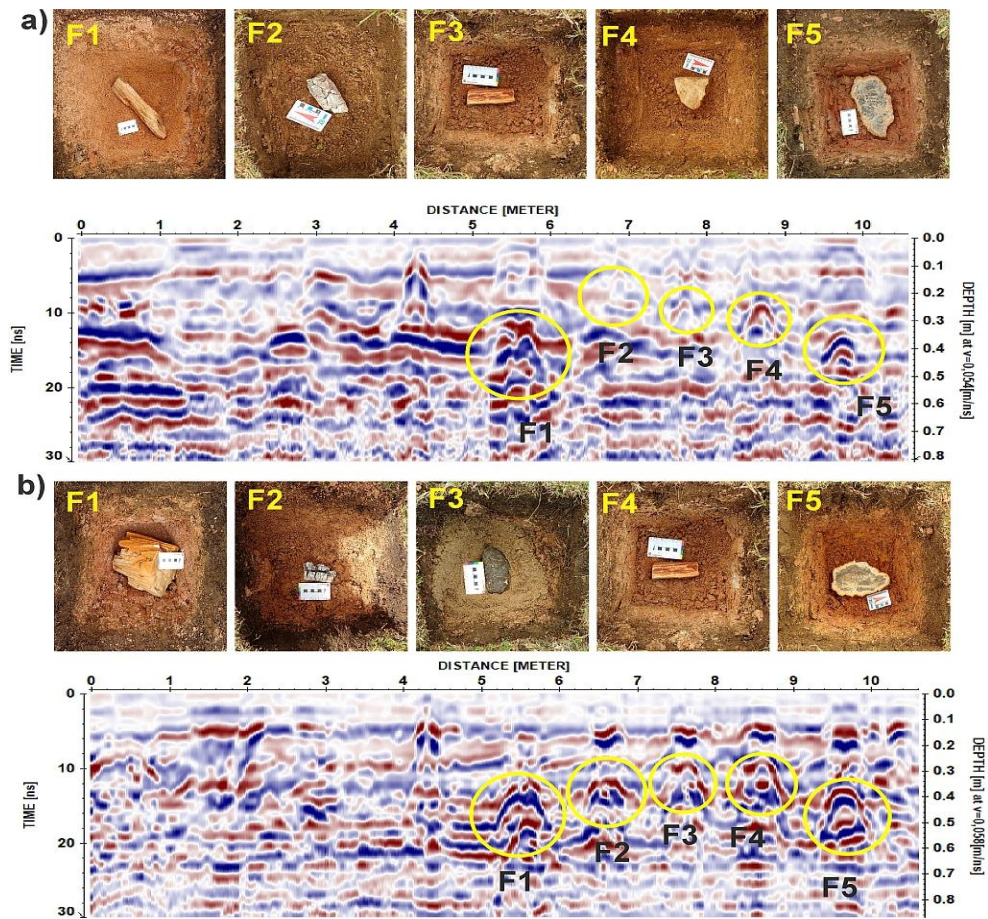 a)
F1 F2 F3 F4 F5
DISTANCE [METER]
0 1 2 3 4 5 6 7 8 9 10
TIME [ns]
0
10
20
30
DEPTH [m] at v=0,054[m/ns]
0.0
0.1
0.2
0.3
0.4
0.5
0.6
0.7
0.8
F1 F2 F3 F4 F5
b)
F1 F2 F3 F4 F5
DISTANCE [METER]
0 1 2 3 4 5 6 7 8 9 10
TIME [ns]
0
10
20
30
DEPTH [m] at v=0,058[m/ns]
0.0
0.1
0.2
0.3
0.4
0.5
0.6
0.7
0.8
F1 F2 F3 F4 F5